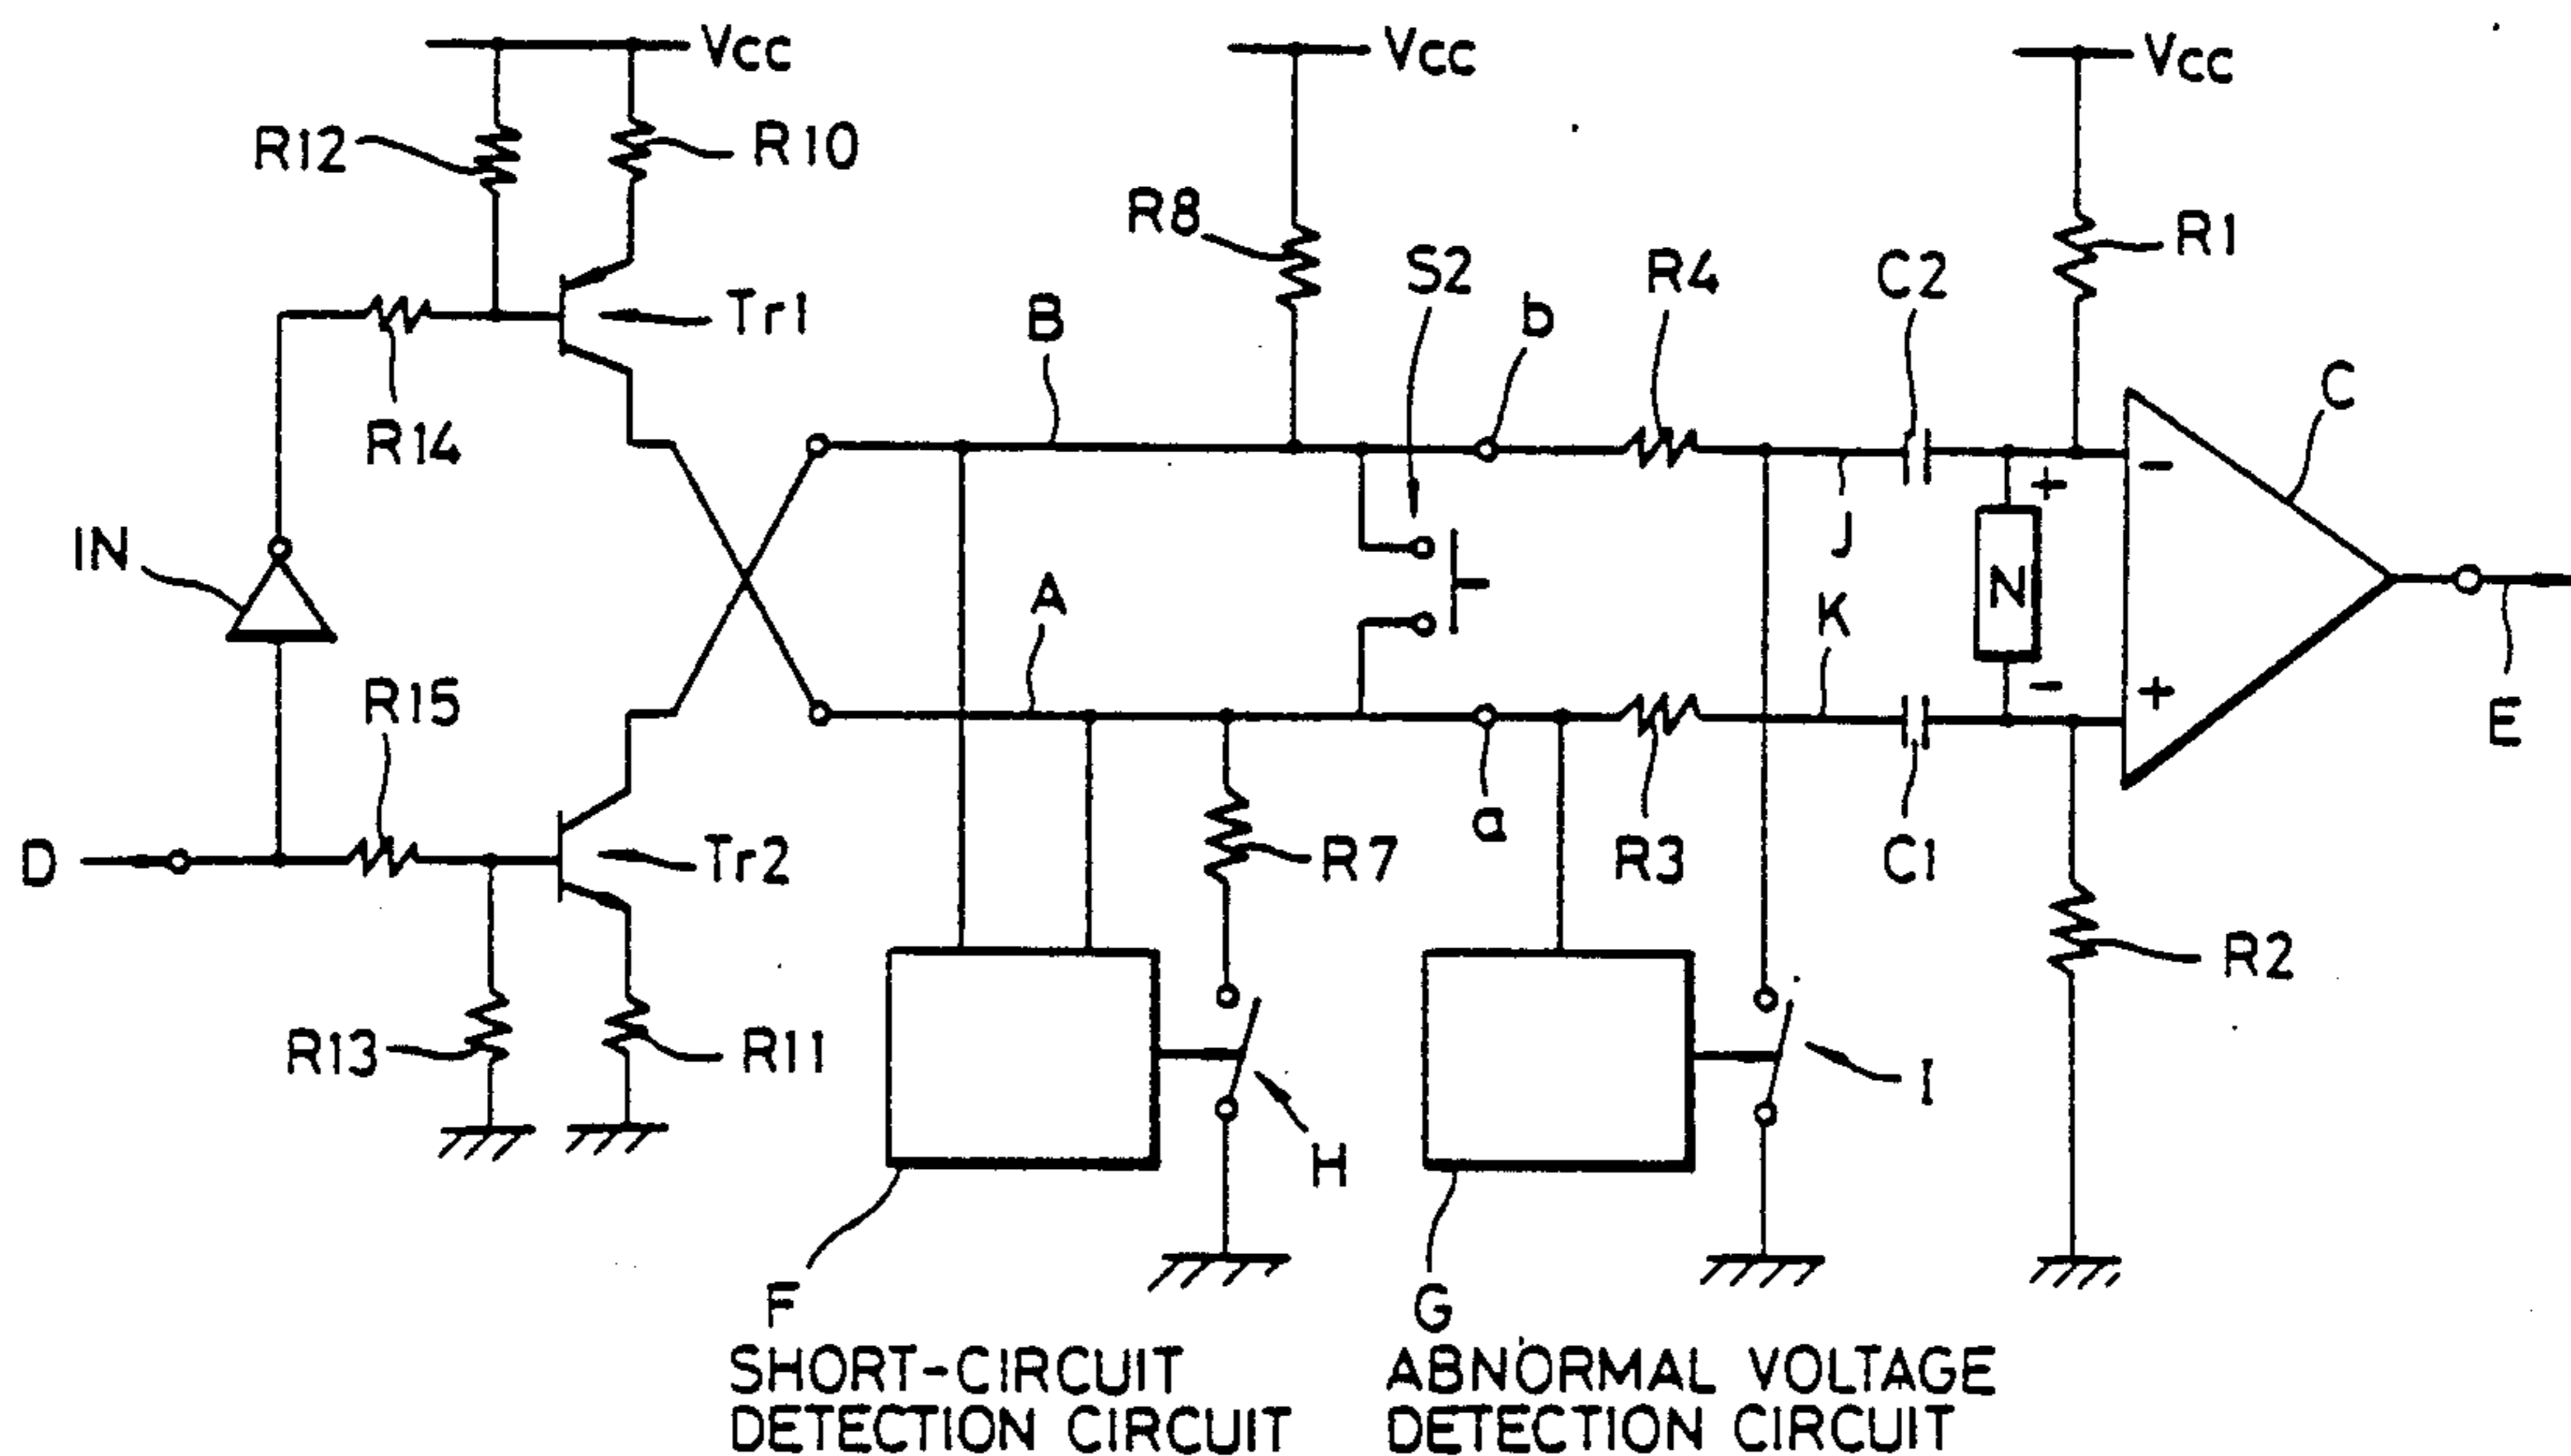 Vcc
Vcc
Vcc
R12
R10
R8
R1
S2
R4
C2
b
Tr1
B
R14
C
IN
+
-
J
N
A
K
R15
-
+
E
a
D
Tr2
R7
R3
C1
R2
R13
R11
I
H
F
G
SHORT-CIRCUIT
DETECTION CIRCUIT
ABNORMAL VOLTAGE
DETECTION CIRCUIT